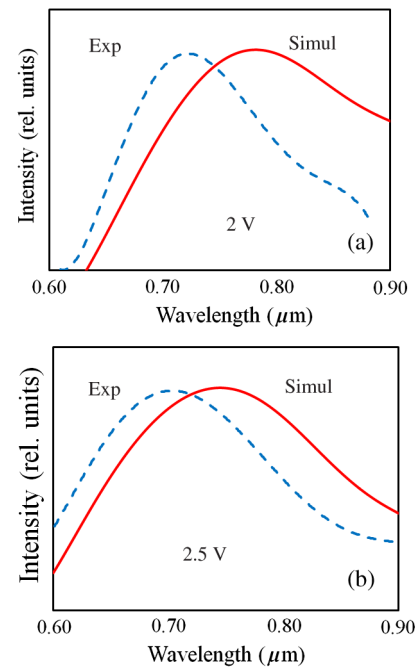 Exp
Simul
Intensity (rel. units)
2 V
(a)
0.60 0.70 0.80 0.90
Wavelength (μm)
Exp
Simul
Intensity (rel. units)
2.5 V
(b)
0.60 0.70 0.80 0.90
Wavelength (μm)